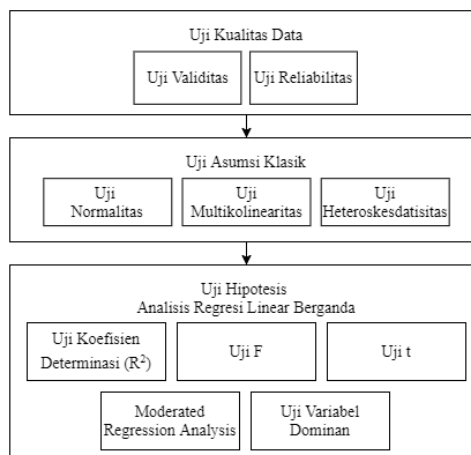 Uji Kualitas Data
Uji Validitas
Uji Reliabilitas
Uji Asumsi Klasik
Uji
Normalitas
Uji
Multikolinearitas
Uji
Heteroskesdatisitas
Uji Hipotesis
Analisis Regresi Linear Berganda
Uji Koefisien
Determinasi (R²)
Uji F
Uji t
Moderated
Regression Analysis
Uji Variabel
Dominan